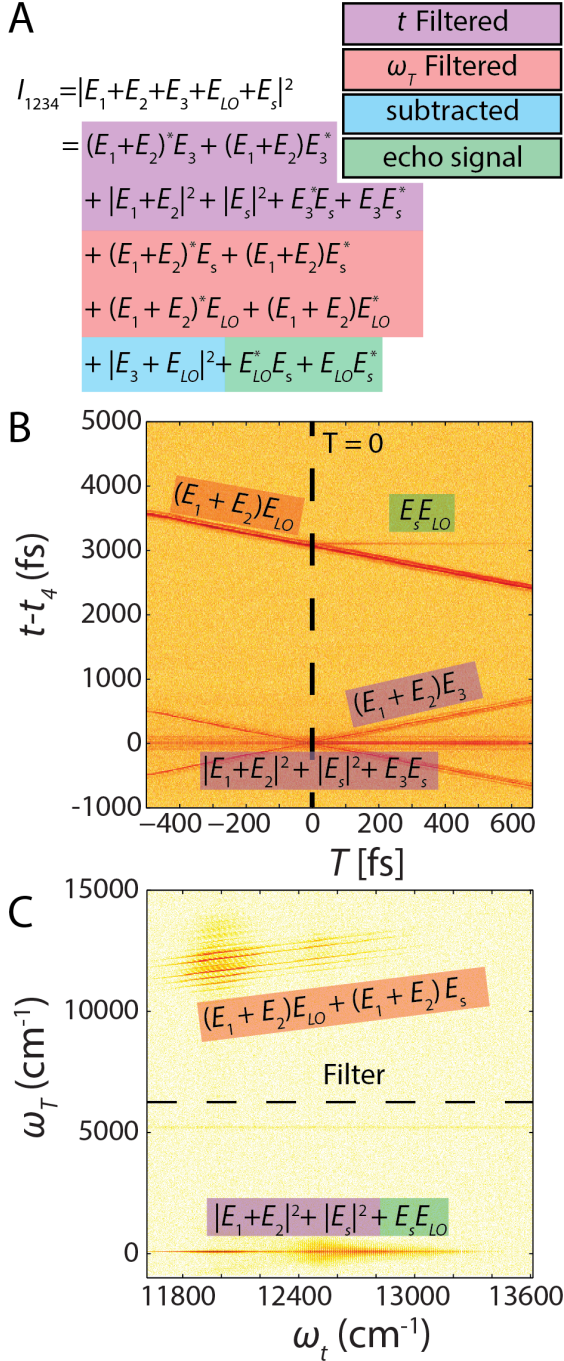 A
t Filtered
ω_T Filtered
subtracted
echo signal
I_1234=|E_1+E_2+E_3+E_LO+E_s|^2
= (E_1+E_2)^*E_3 + (E_1+E_2)E_3^*
+ |E_1+E_2|^2 + |E_s|^2 + E_3^*E_s + E_3E_s^*
+ (E_1+E_2)^*E_s + (E_1+E_2)E_s^*
+ (E_1 + E_2)^*E_LO + (E_1 + E_2)E_LO^*
+ |E_3 + E_LO|^2 + E_LO^*E_s + E_LOE_s^*
B
5000
4000
3000
2000
1000
0
-1000
t-t_4 (fs)
T = 0
(E_1 + E_2)E_LO
E_sE_LO
(E_1 + E_2)E_3
|E_1+E_2|^2 + |E_s|^2 + E_3E_s
−400 −200 0 200 400 600
T [fs]
C
15000
10000
5000
0
ω_T (cm^-1)
(E_1 + E_2)E_LO + (E_1 + E_2) E_s
Filter
|E_1+E_2|^2+ |E_s|^2 + E_sE_LO
11800 12400 13000 13600
ω_t (cm^-1)